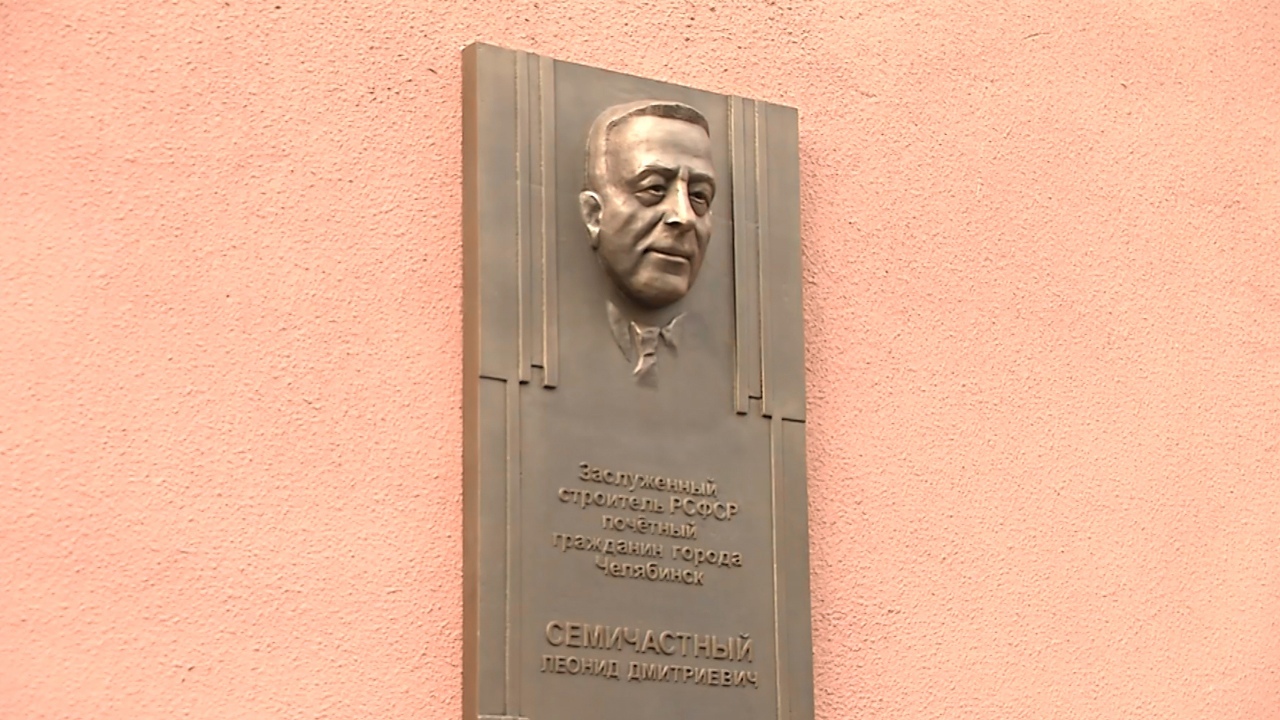 Заслуженный
строитель РСФСР
почётный
гражданин города
Челябинск
СЕМИЧАСТНЫЙ
ЛЕОНИД ДМИТРИЕВИЧ